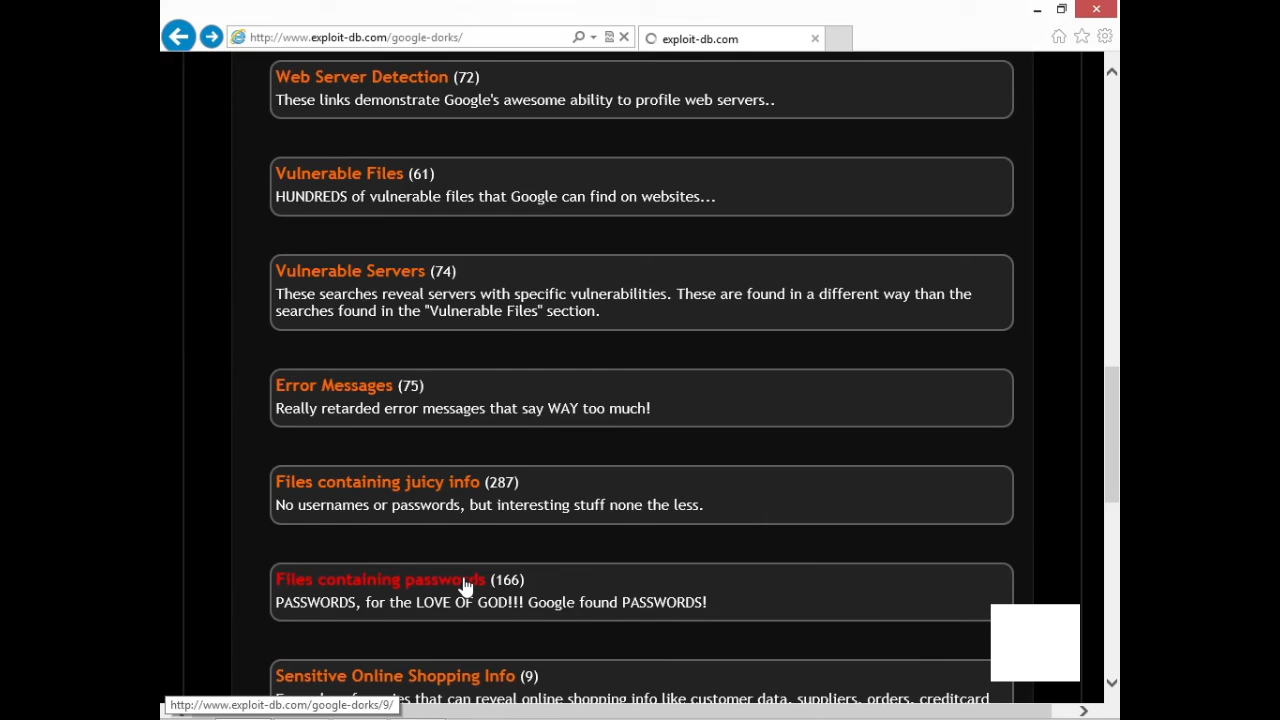 http://www.exploit-db.com/google-dorks/
exploit-db.com
Web Server Detection (72)
These links demonstrate Google's awesome ability to profile web servers..
Vulnerable Files (61)
HUNDREDS of vulnerable files that Google can find on websites...
Vulnerable Servers (74)
These searches reveal servers with specific vulnerabilities. These are found in a different way than the
searches found in the "Vulnerable Files" section.
Error Messages (75)
Really retarded error messages that say WAY too much!
Files containing juicy info (287)
No usernames or passwords, but interesting stuff none the less.
Files containing passwords (166)
PASSWORDS, for the LOVE OF GOD!!! Google found PASSWORDS!
Sensitive Online Shopping Info (9)
that can reveal online shopping info like customer data, suppliers, orders, creditcard
http://www.exploit-db.com/google-dorks/9/